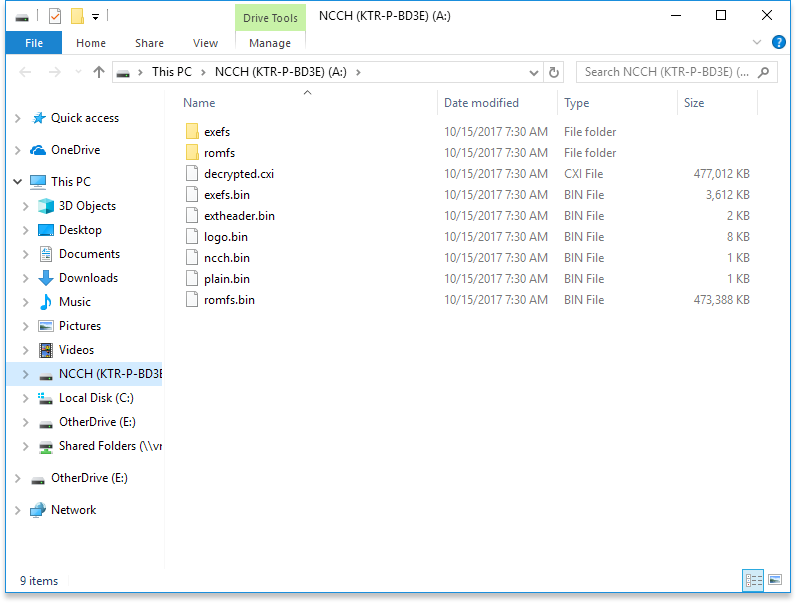 Drive Tools NCCH (KTR-P-BD3E) (A:)
File Home Share View Manage
This PC NCCH (KTR-P-BD3E) (A:) Search NCCH (KTR-P-BD3E) (...
Name Date modified Type Size
Quick access
OneDrive
This PC
3D Objects
Desktop
Documents
Downloads
Music
Pictures
Videos
NCCH (KTR-P-BD3E
Local Disk (C:)
OtherDrive (E:)
Shared Folders (\\vr
OtherDrive (E:)
Network
exefs 10/15/2017 7:30 AM File folder
romfs 10/15/2017 7:30 AM File folder
decrypted.cxi 10/15/2017 7:30 AM CXI File 477,012 KB
exefs.bin 10/15/2017 7:30 AM BIN File 3,612 KB
extheader.bin 10/15/2017 7:30 AM BIN File 2 KB
logo.bin 10/15/2017 7:30 AM BIN File 8 KB
ncch.bin 10/15/2017 7:30 AM BIN File 1 KB
plain.bin 10/15/2017 7:30 AM BIN File 1 KB
romfs.bin 10/15/2017 7:30 AM BIN File 473,388 KB
9 items